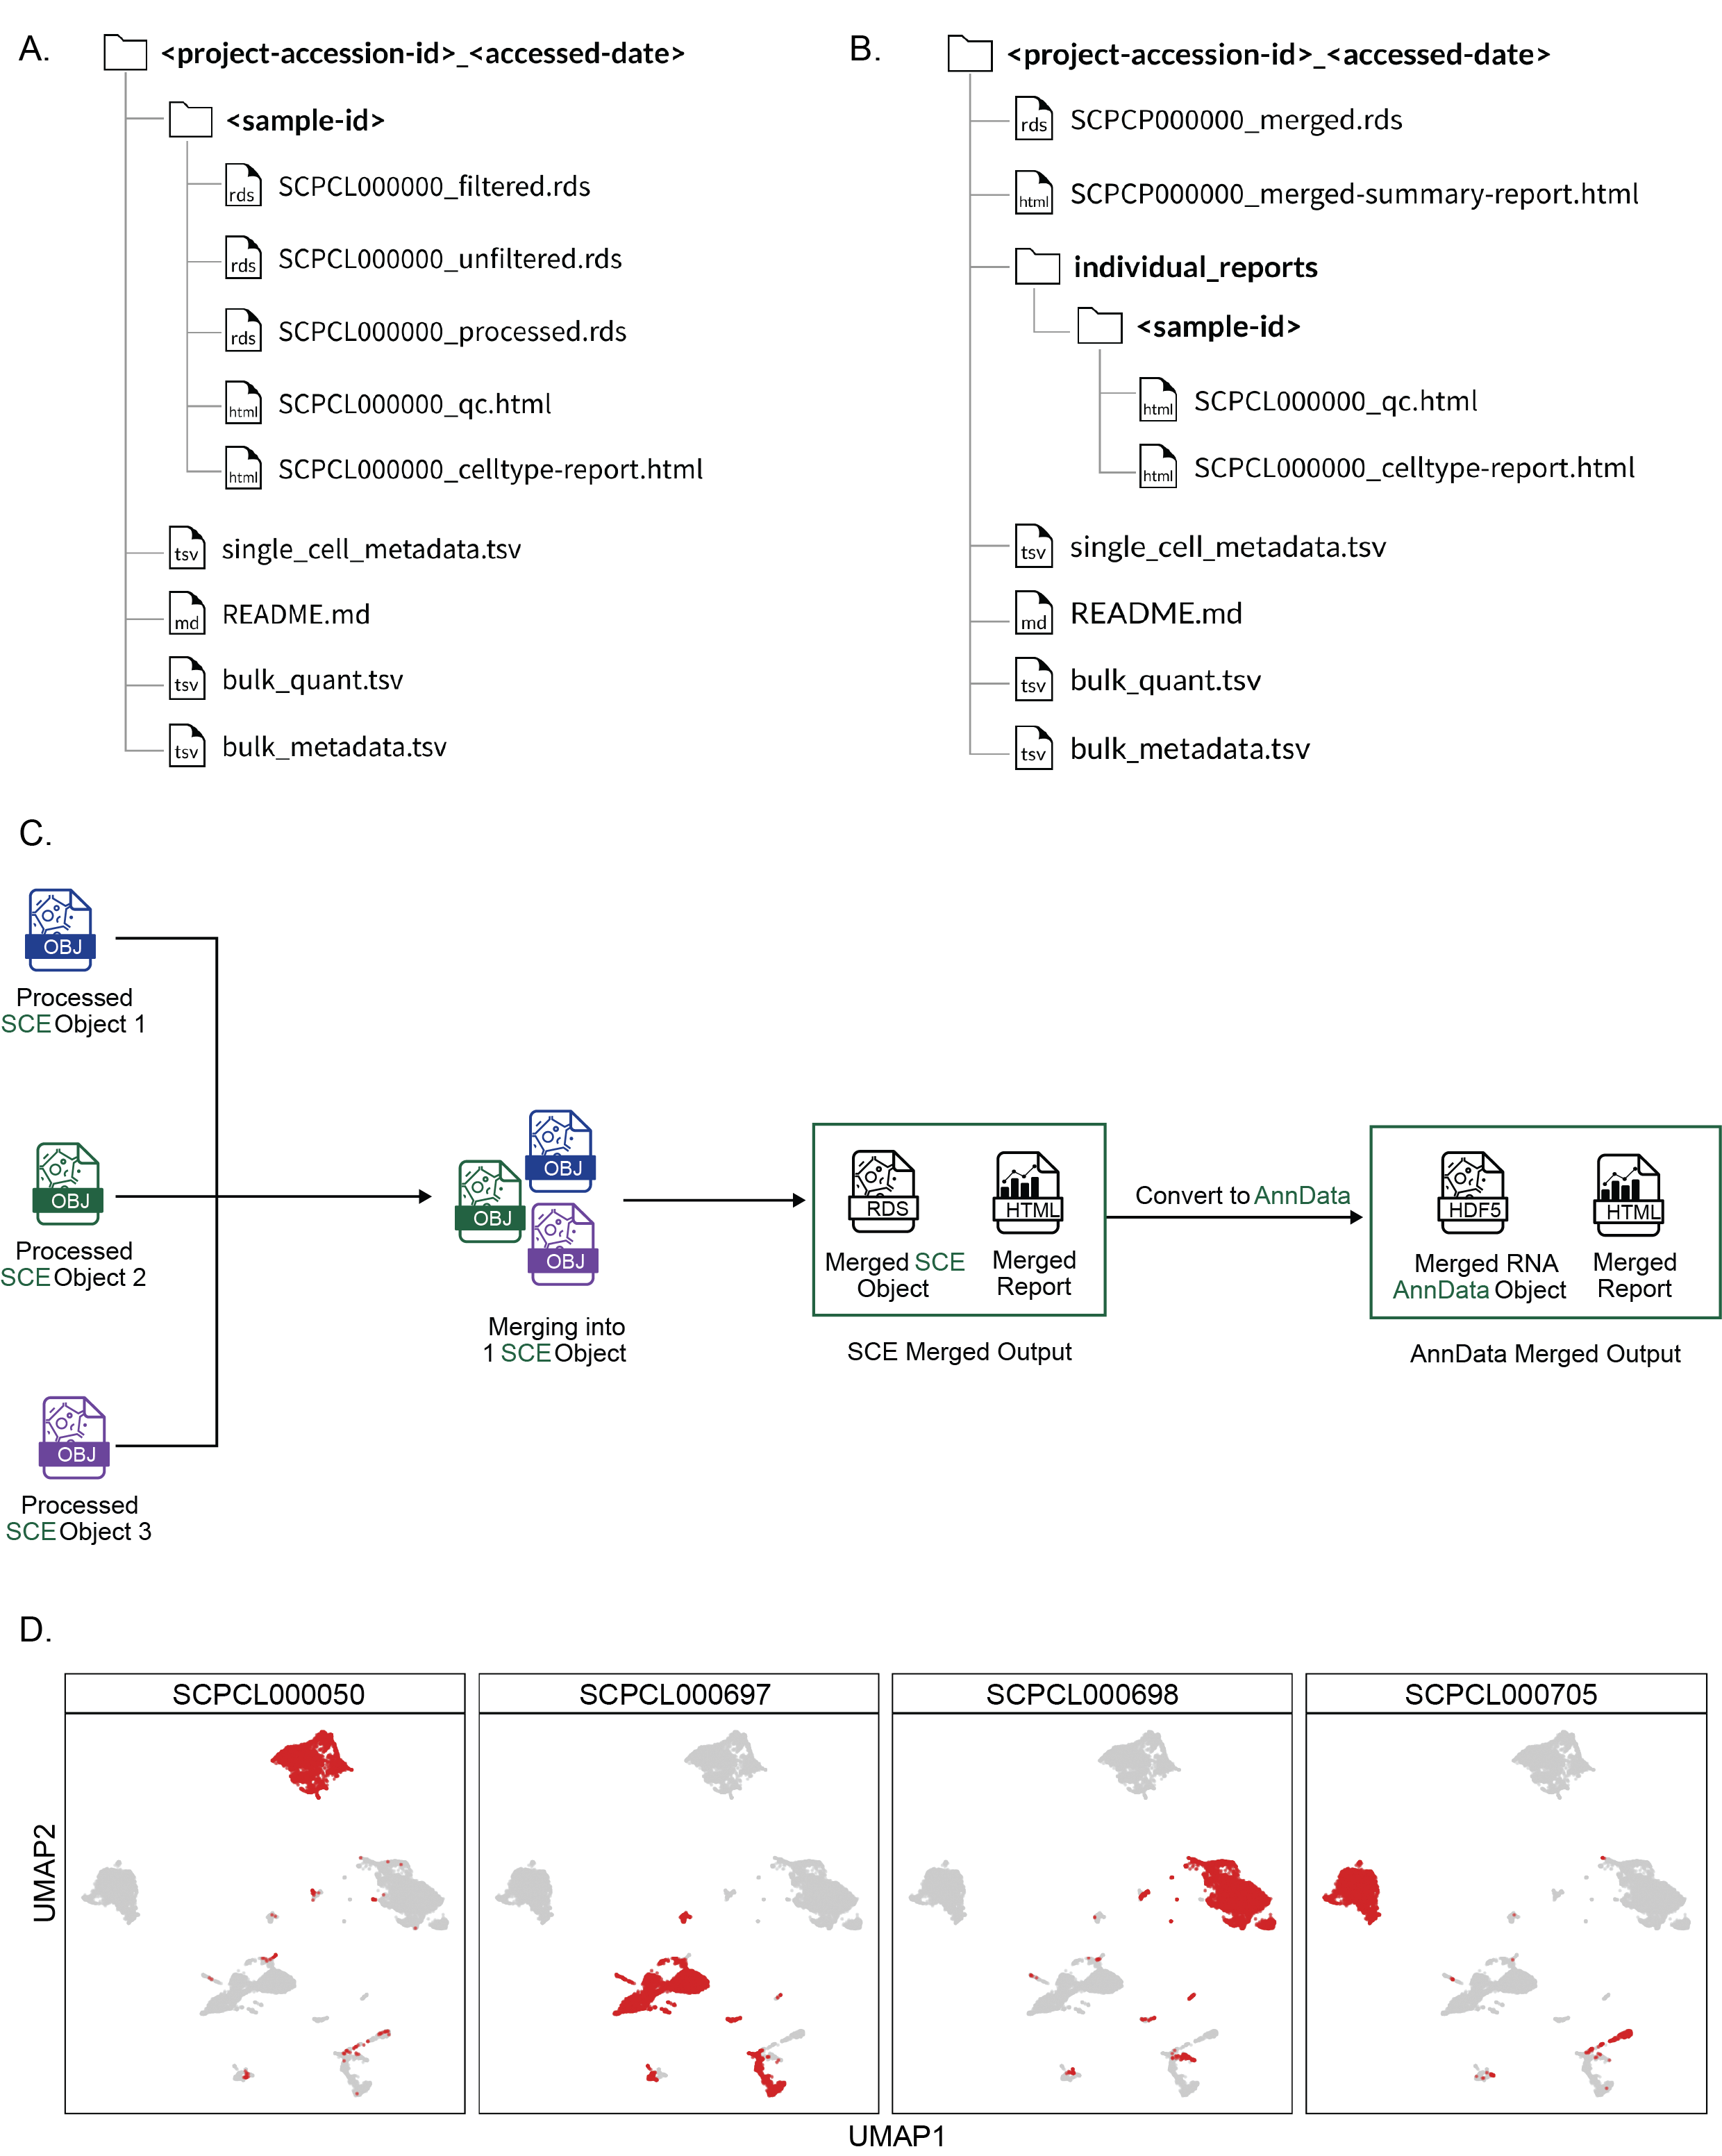 A.
<project-accession-id>_<accessed-date>
<sample-id>
rds SCPCL000000_filtered.rds
rds SCPCL000000_unfiltered.rds
rds SCPCL000000_processed.rds
html SCPCL000000_qc.html
html SCPCL000000_celltype-report.html
tsv single_cell_metadata.tsv
md README.md
tsv bulk_quant.tsv
tsv bulk_metadata.tsv
B.
<project-accession-id>_<accessed-date>
rds SCPCP000000_merged.rds
html SCPCP000000_merged-summary-report.html
individual_reports
<sample-id>
html SCPCL000000_qc.html
html SCPCL000000_celltype-report.html
tsv single_cell_metadata.tsv
md README.md
tsv bulk_quant.tsv
tsv bulk_metadata.tsv
C.
OBJ
Processed
SCE Object 1
OBJ
Processed
SCE Object 2
OBJ
Processed
SCE Object 3
OBJ
OBJ
OBJ
Merging into
1 SCE Object
RDS
Merged SCE
Object
HTML
Merged
Report
SCE Merged Output
Convert to AnnData
HDF5
Merged RNA
AnnData Object
HTML
Merged
Report
AnnData Merged Output
D.
SCPCL000050
SCPCL000697
SCPCL000698
SCPCL000705
UMAP2
UMAP1